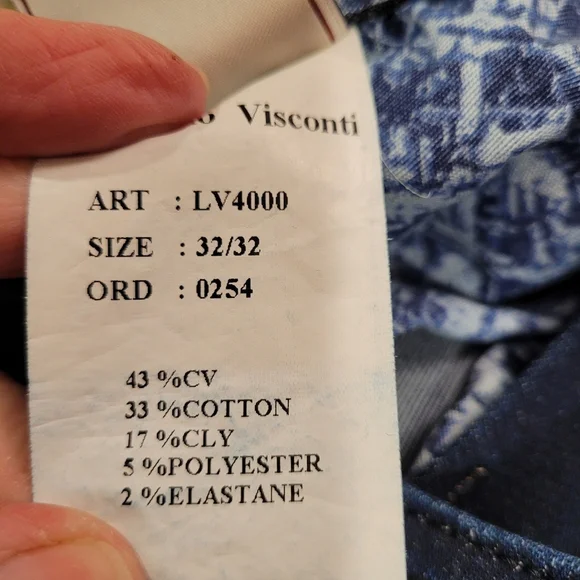 Visconti
ART : LV4000
SIZE : 32/32
ORD : 0254
43 %CV
33 %COTTON
17 %CLY
5 %POLYESTER
2 %ELASTANE